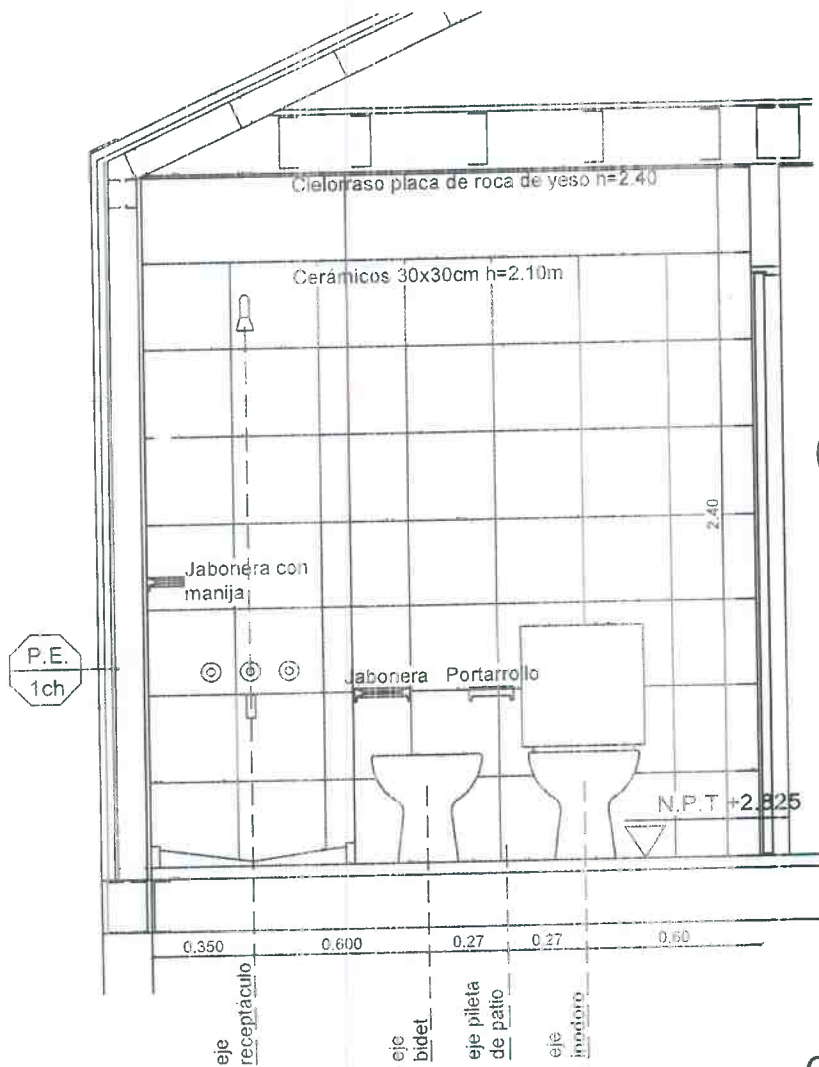 Cielorraso placa de roca de yeso h=2.40
Cerámicos 30x30cm h=2.10m
2.40
Jabonera con
manija
P.E.
1ch
Jabonera
Portarrollo
N.P.T +2.825
0.350
0.600
0.27
0.27
0.60
eje
receptáculo
eje
bidet
eje pileta
de patio
eje
inodoro